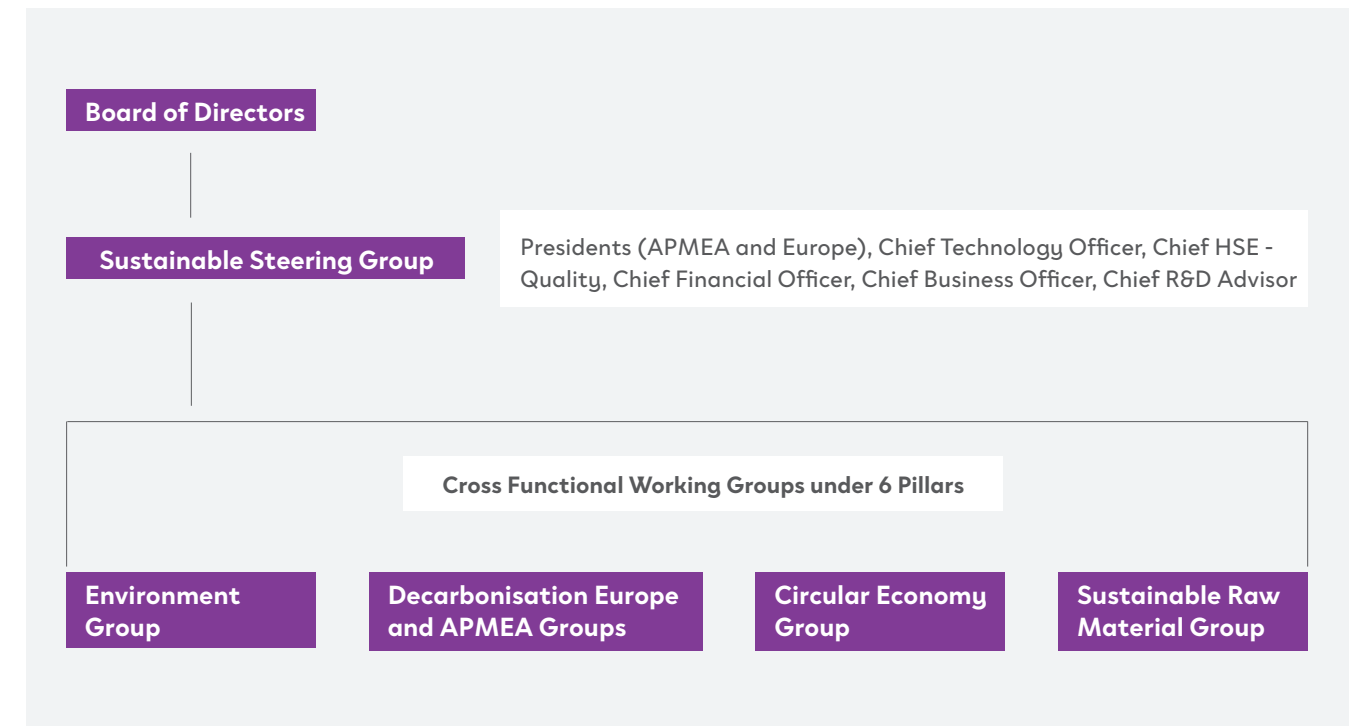 Board of Directors
Sustainable Steering Group
Presidents (APMEA and Europe), Chief Technology Officer, Chief HSE -
Quality, Chief Financial Officer, Chief Business Officer, Chief R&D Advisor
Cross Functional Working Groups under 6 Pillars
Environment
Group
Decarbonisation Europe
and APMEA Groups
Circular Economy
Group
Sustainable Raw
Material Group